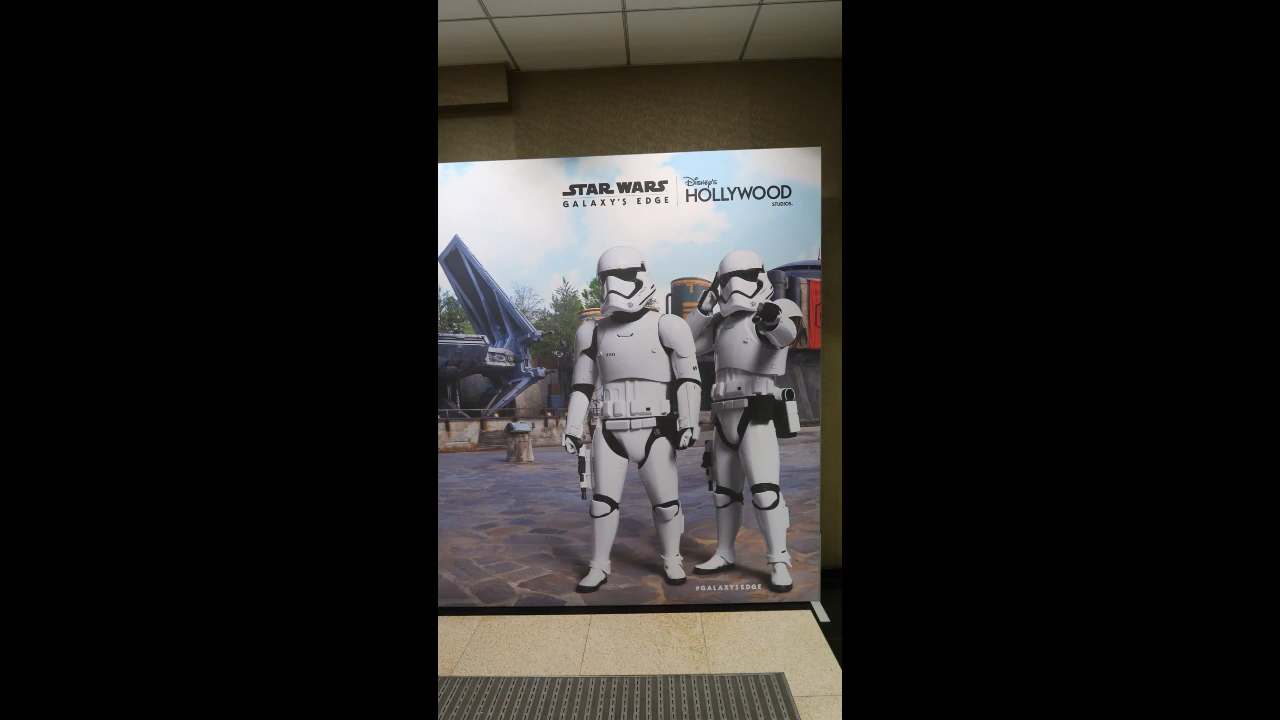 STAR WARS
GALAXY'S EDGE
Disney's
HOLLYWOOD
STUDIOS
#GALAXYSEDGE